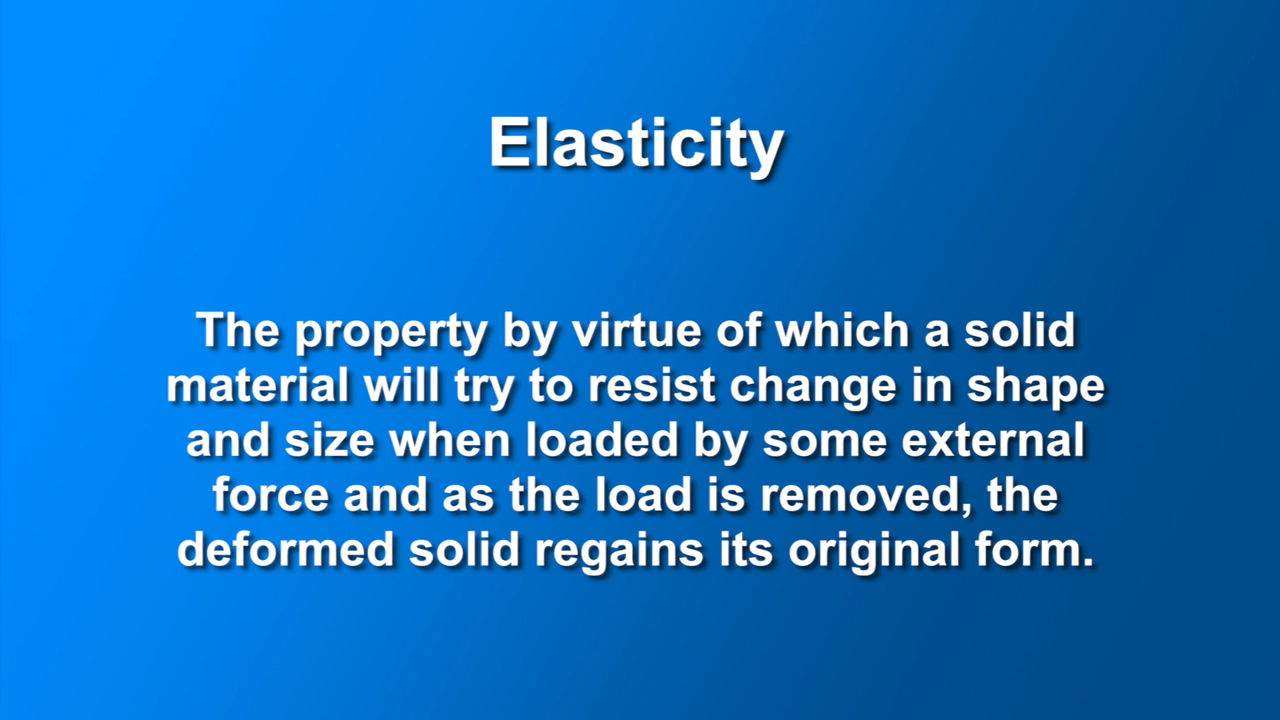 Elasticity
The property by virtue of which a solid
material will try to resist change in shape
and size when loaded by some external
force and as the load is removed, the
deformed solid regains its original form.